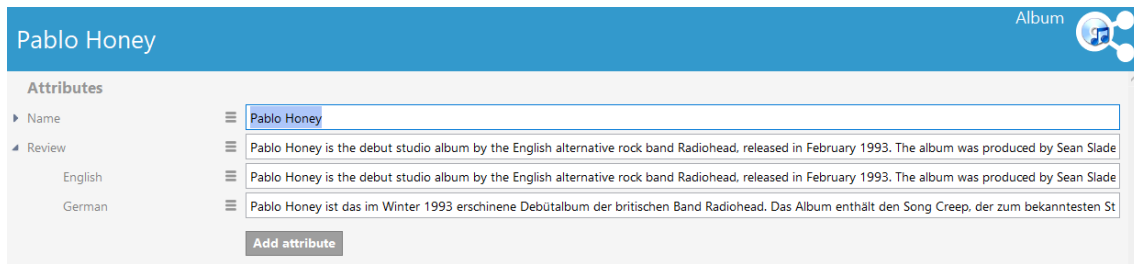 Album
Pablo Honey
Attributes
Name Pablo Honey
Review Pablo Honey is the debut studio album by the English alternative rock band Radiohead, released in February 1993. The album was produced by Sean Slade
English Pablo Honey is the debut studio album by the English alternative rock band Radiohead, released in February 1993. The album was produced by Sean Slade
German Pablo Honey ist das im Winter 1993 erschinene Debütalbum der britischen Band Radiohead. Das Album enthält den Song Creep, der zum bekanntesten St
Add attribute